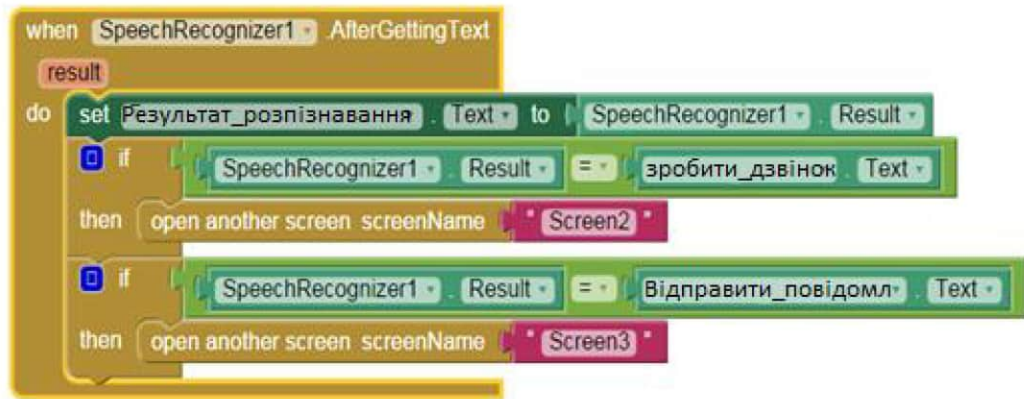 when SpeechRecognizer1 .AfterGettingText
result
do set Результат_розпізнавання . Text to SpeechRecognizer1 . Result
if SpeechRecognizer1 . Result = зробити_дзвінок . Text
then open another screen screenName " Screen2 "
if SpeechRecognizer1 . Result = Відправити_повідомл . Text
then open another screen screenName " Screen3 "